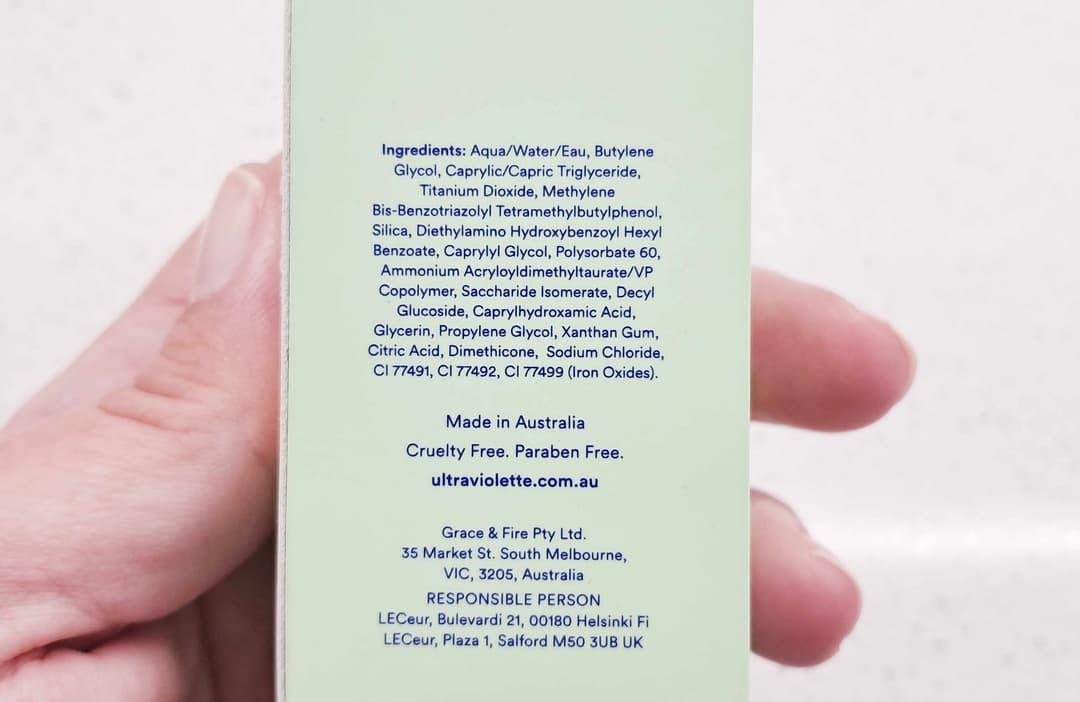 Ingredients: Aqua/Water/Eau, Butylene
Glycol, Caprylic/Capric Triglyceride,
Titanium Dioxide, Methylene
Bis-Benzotriazolyl Tetramethylbutylphenol,
Silica, Diethylamino Hydroxybenzoyl Hexyl
Benzoate, Caprylyl Glycol, Polysorbate 60,
Ammonium Acryloyldimethyltaurate/VP
Copolymer, Saccharide Isomerate, Decyl
Glucoside, Caprylhydroxamic Acid,
Glycerin, Propylene Glycol, Xanthan Gum,
Citric Acid, Dimethicone, Sodium Chloride,
CI 77491, CI 77492, CI 77499 (Iron Oxides).
Made in Australia
Cruelty Free. Paraben Free.
ultraviolette.com.au
Grace & Fire Pty Ltd.
35 Market St. South Melbourne,
VIC, 3205, Australia
RESPONSIBLE PERSON
LECeur, Bulevardi 21, 00180 Helsinki Fi
LECeur, Plaza 1, Salford M50 3UB UK